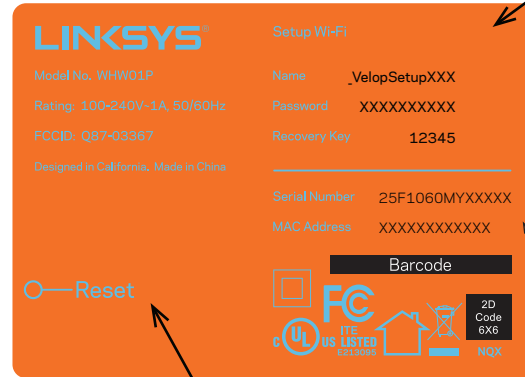 LINKSYS®
Model No. WHW01P
Rating: 100-240V~1A, 50/60Hz
FCCID: Q87-03367
Designed in California. Made in China
Reset
Setup Wi-Fi
Name _VelopSetupXXX
Password XXXXXXXXXX
Recovery Key 12345
Serial Number 25F1060MYXXXXX
MAC Address XXXXXXXXXXXX
Barcode
FC
C UL US ITE
LISTED
E213095
2D
Code
6X6
NQX